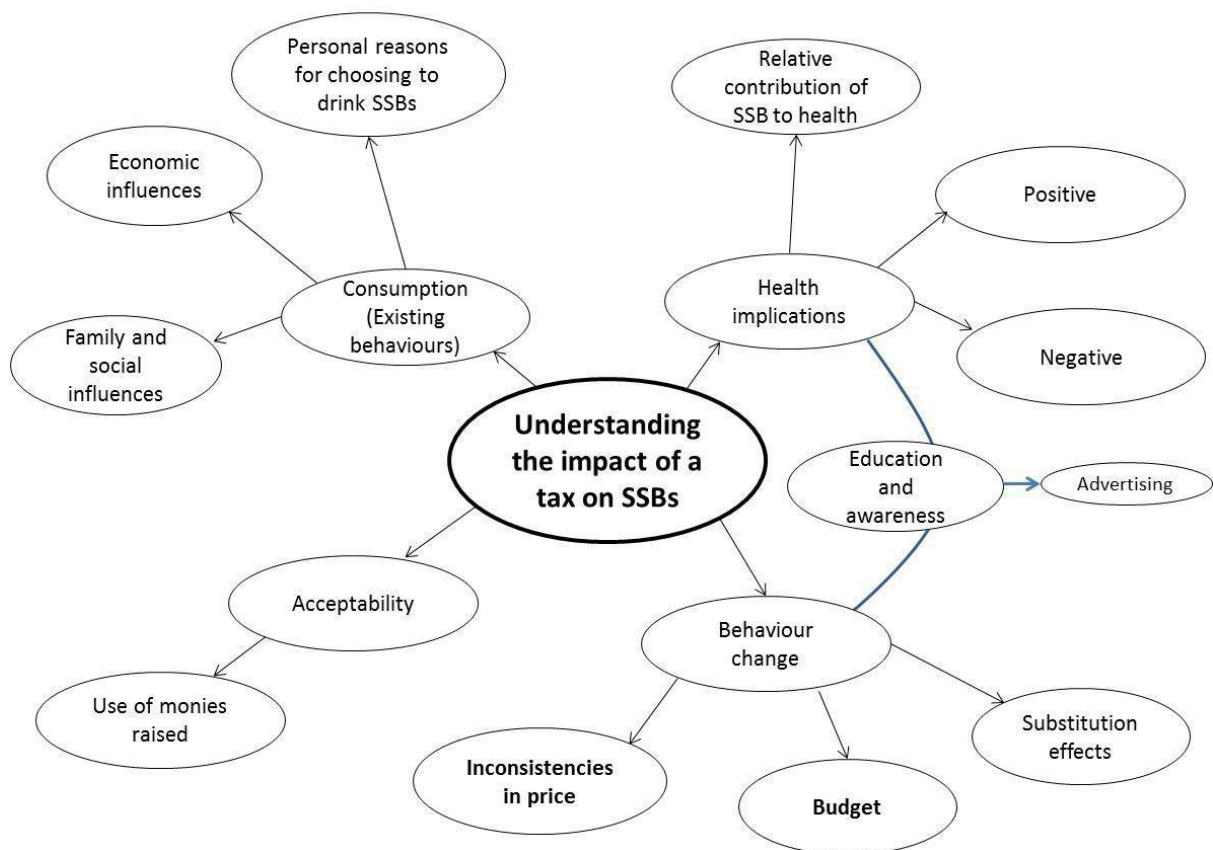 Personal reasons
for choosing to
drink SSBs
Relative
contribution of
SSB to health
Economic
influences
Positive
Consumption
(Existing
behaviours)
Health
implications
Family and
social
influences
Negative
Understanding
the impact of a
tax on SSBs
Education
and
awareness
Advertising
Acceptability
Behaviour
change
Use of monies
raised
Substitution
effects
Inconsistencies
in price
Budget